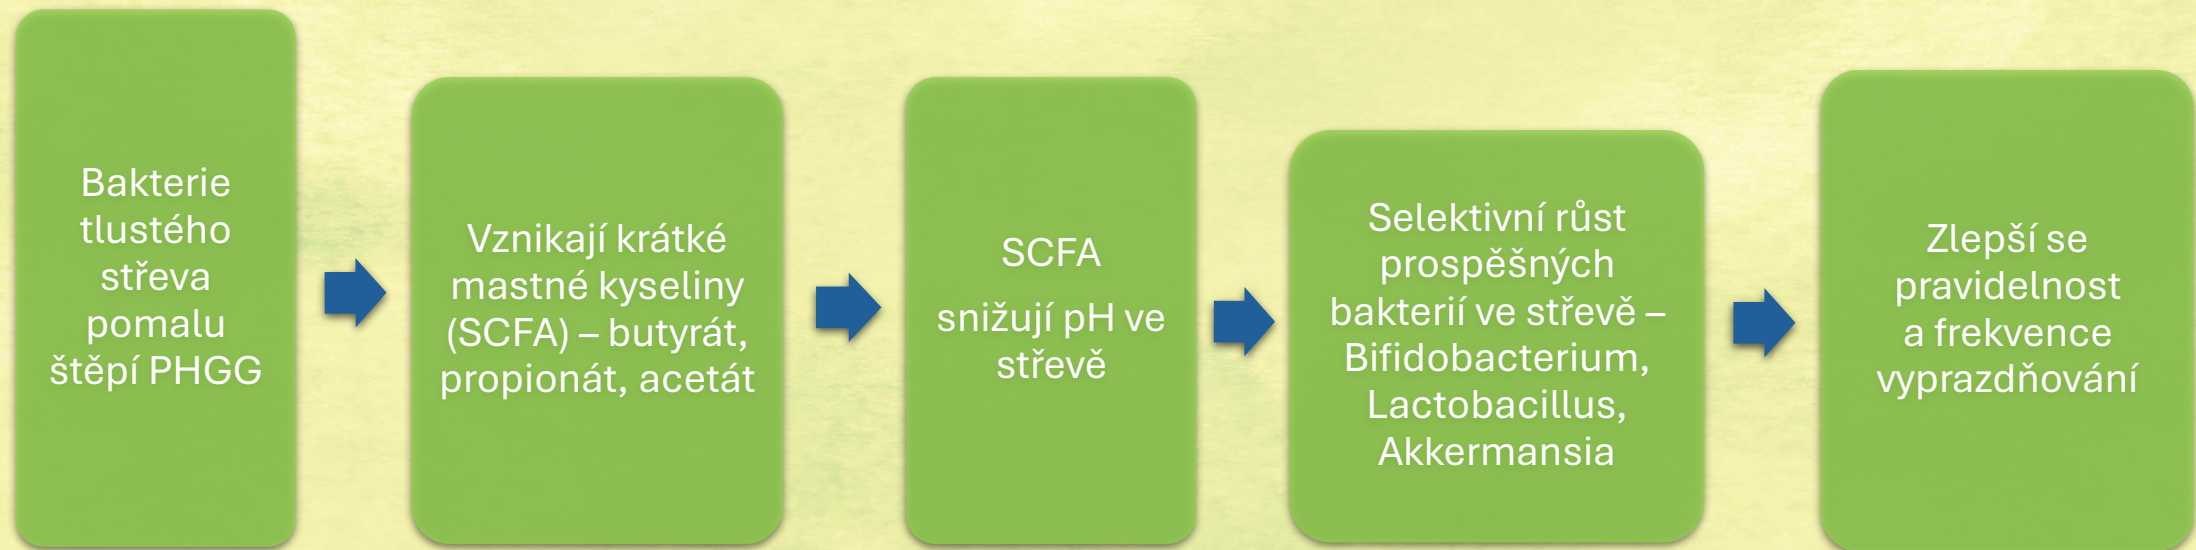 Bakterie
tlustého
střeva
pomalu
štěpí PHGG
Vznikají krátké
mastné kyseliny
(SCFA) – butyrát,
propionát, acetát
SCFA
snižují pH ve
střevě
Selektivní růst
prospěšných
bakterií ve střevě –
Bifidobacterium,
Lactobacillus,
Akkermansia
Zlepší se
pravidelnost
a frekvence
vyprazdňování